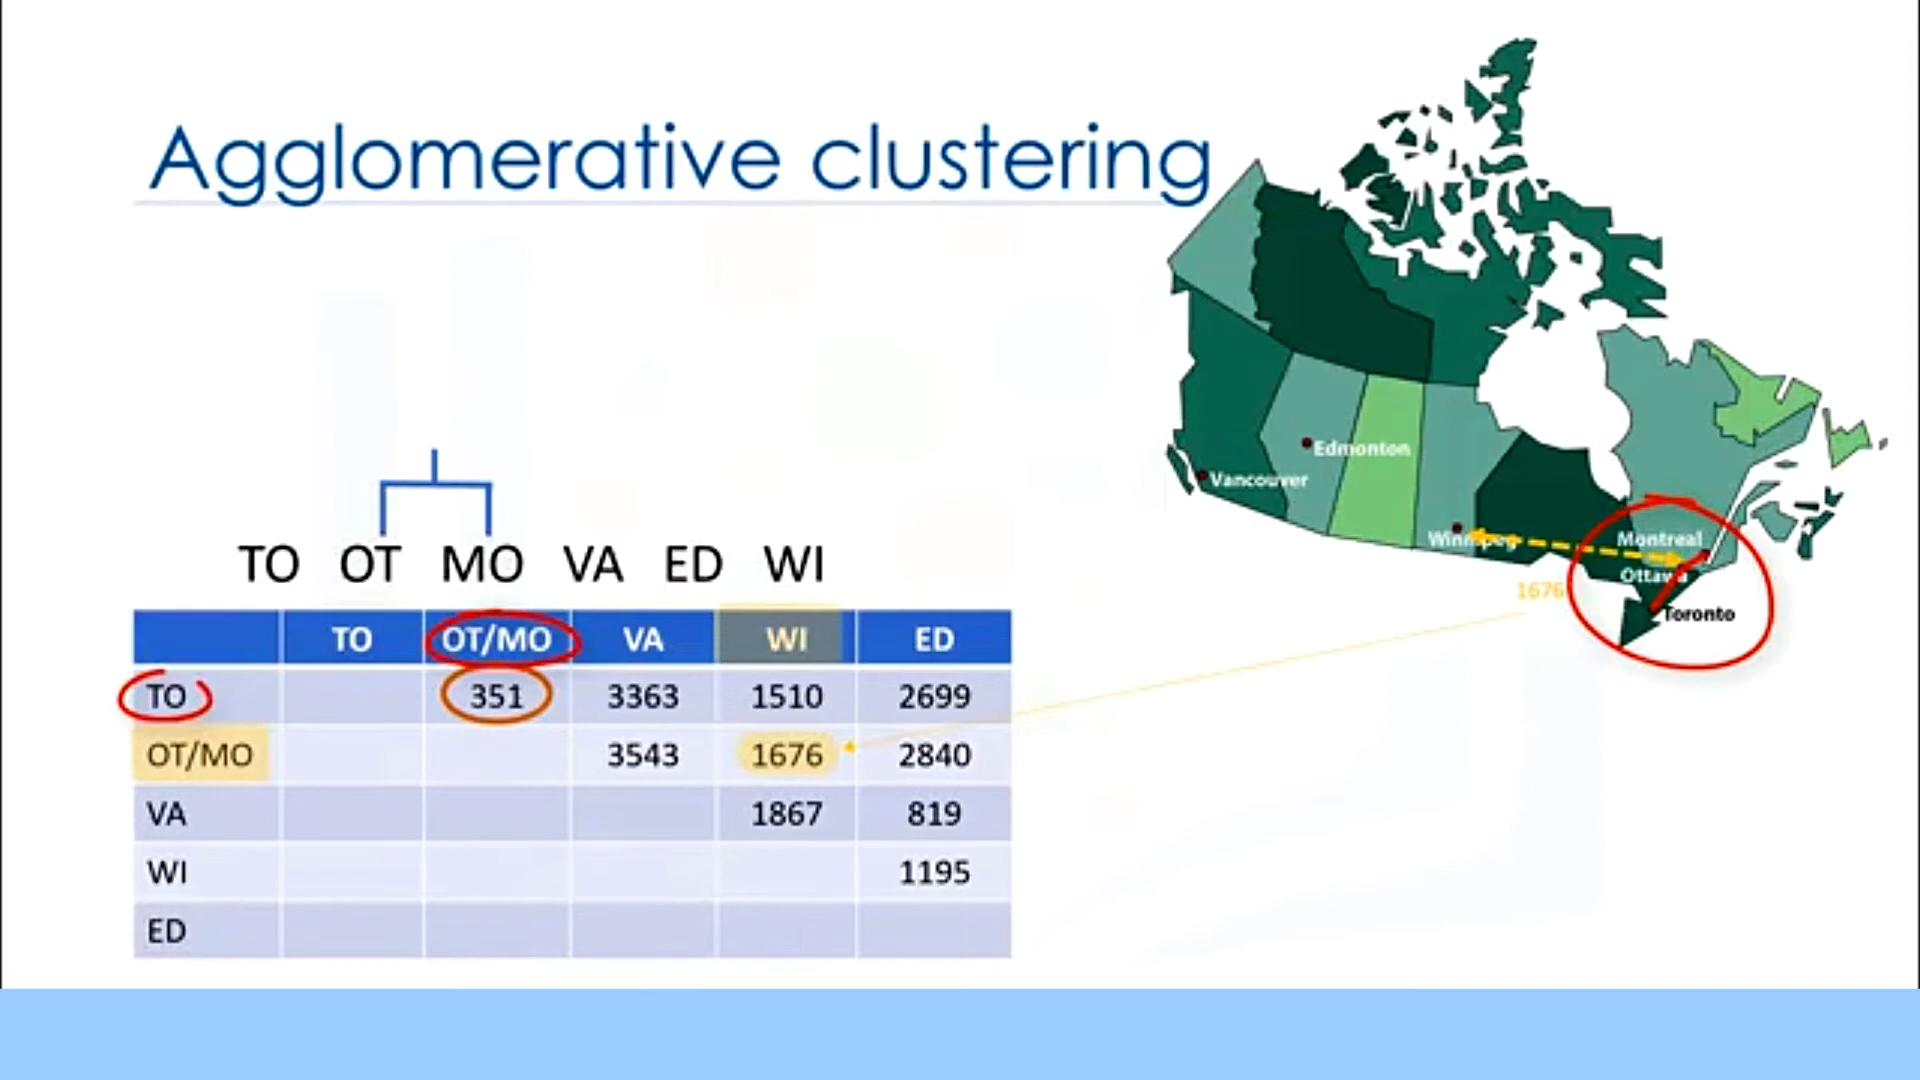 Agglomerative clustering
Edmonton
Vancouver
Winnipeg
Montreal
Ottawa
1676
Toronto
TO OT MO VA ED WI
TO OT/MO VA WI ED
TO 351 3363 1510 2699
OT/MO 3543 1676 2840
VA 1867 819
WI 1195
ED